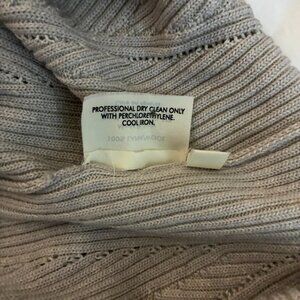 PROFESSIONAL DRY CLEAN ONLY
WITH PERCHLORETHYLENE.
COOL IRON.